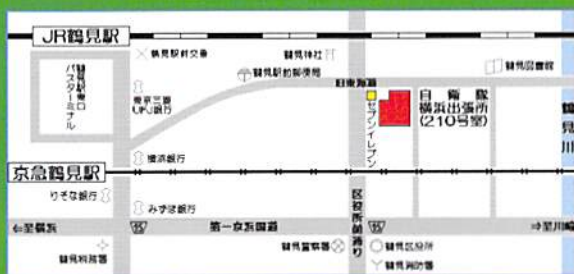 JR鶴見駅
鶴見駅前交番
鶴見神社
鶴見図書館
鶴見駅東口
バスターミナル
鶴見駅前郵便局
旧東海道
東京三菱
UFJ銀行
セブンイレブン
自衛隊
横浜出張所
(210号室)
鶴見川
横浜銀行
京急鶴見駅
りそな銀行
みずほ銀行
区役所前通り
⇐至横浜
第一京浜国道
⇒至川崎
鶴見税務署
鶴見警察署
鶴見区役所
鶴見消防署